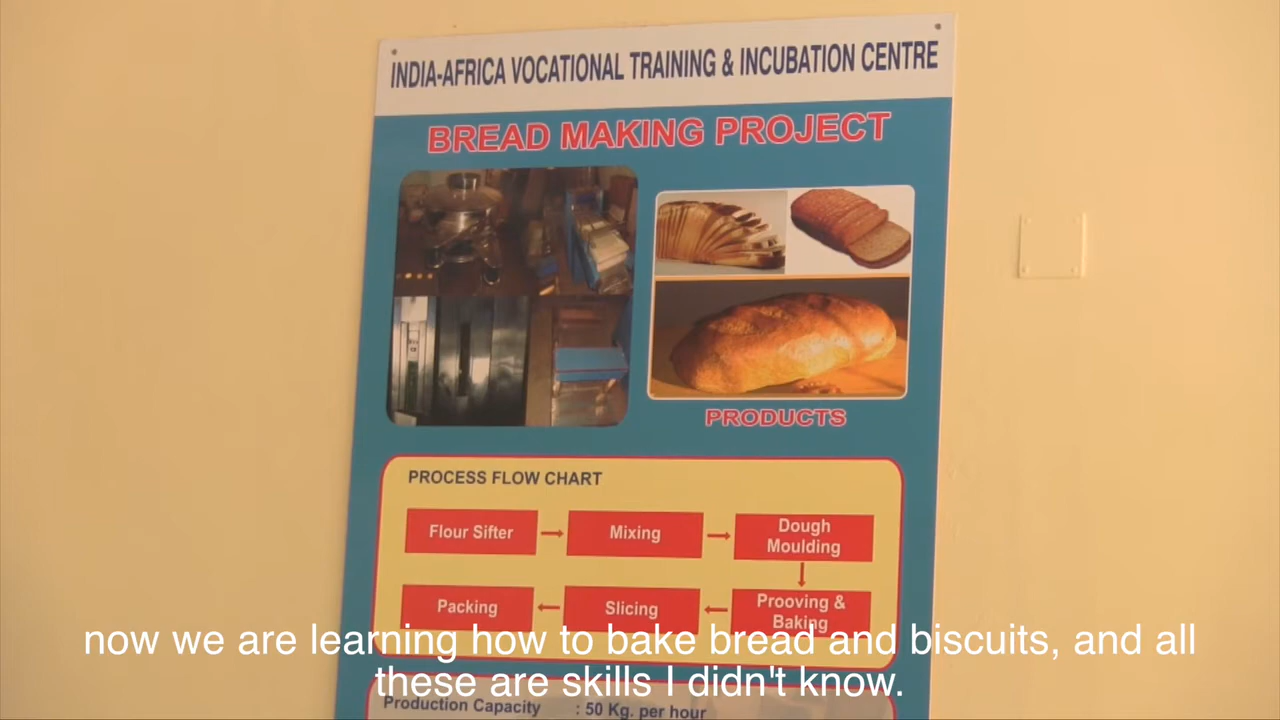 INDIA-AFRICA VOCATIONAL TRAINING & INCUBATION CENTRE
BREAD MAKING PROJECT
PRODUCTS
PROCESS FLOW CHART
Flour Sifter
Mixing
Dough
Moulding
Prooving &
Baking
Slicing
Packing
Production Capacity : 50 Kg. per hour
now we are learning how to bake bread and biscuits, and all
these are skills I didn't know.